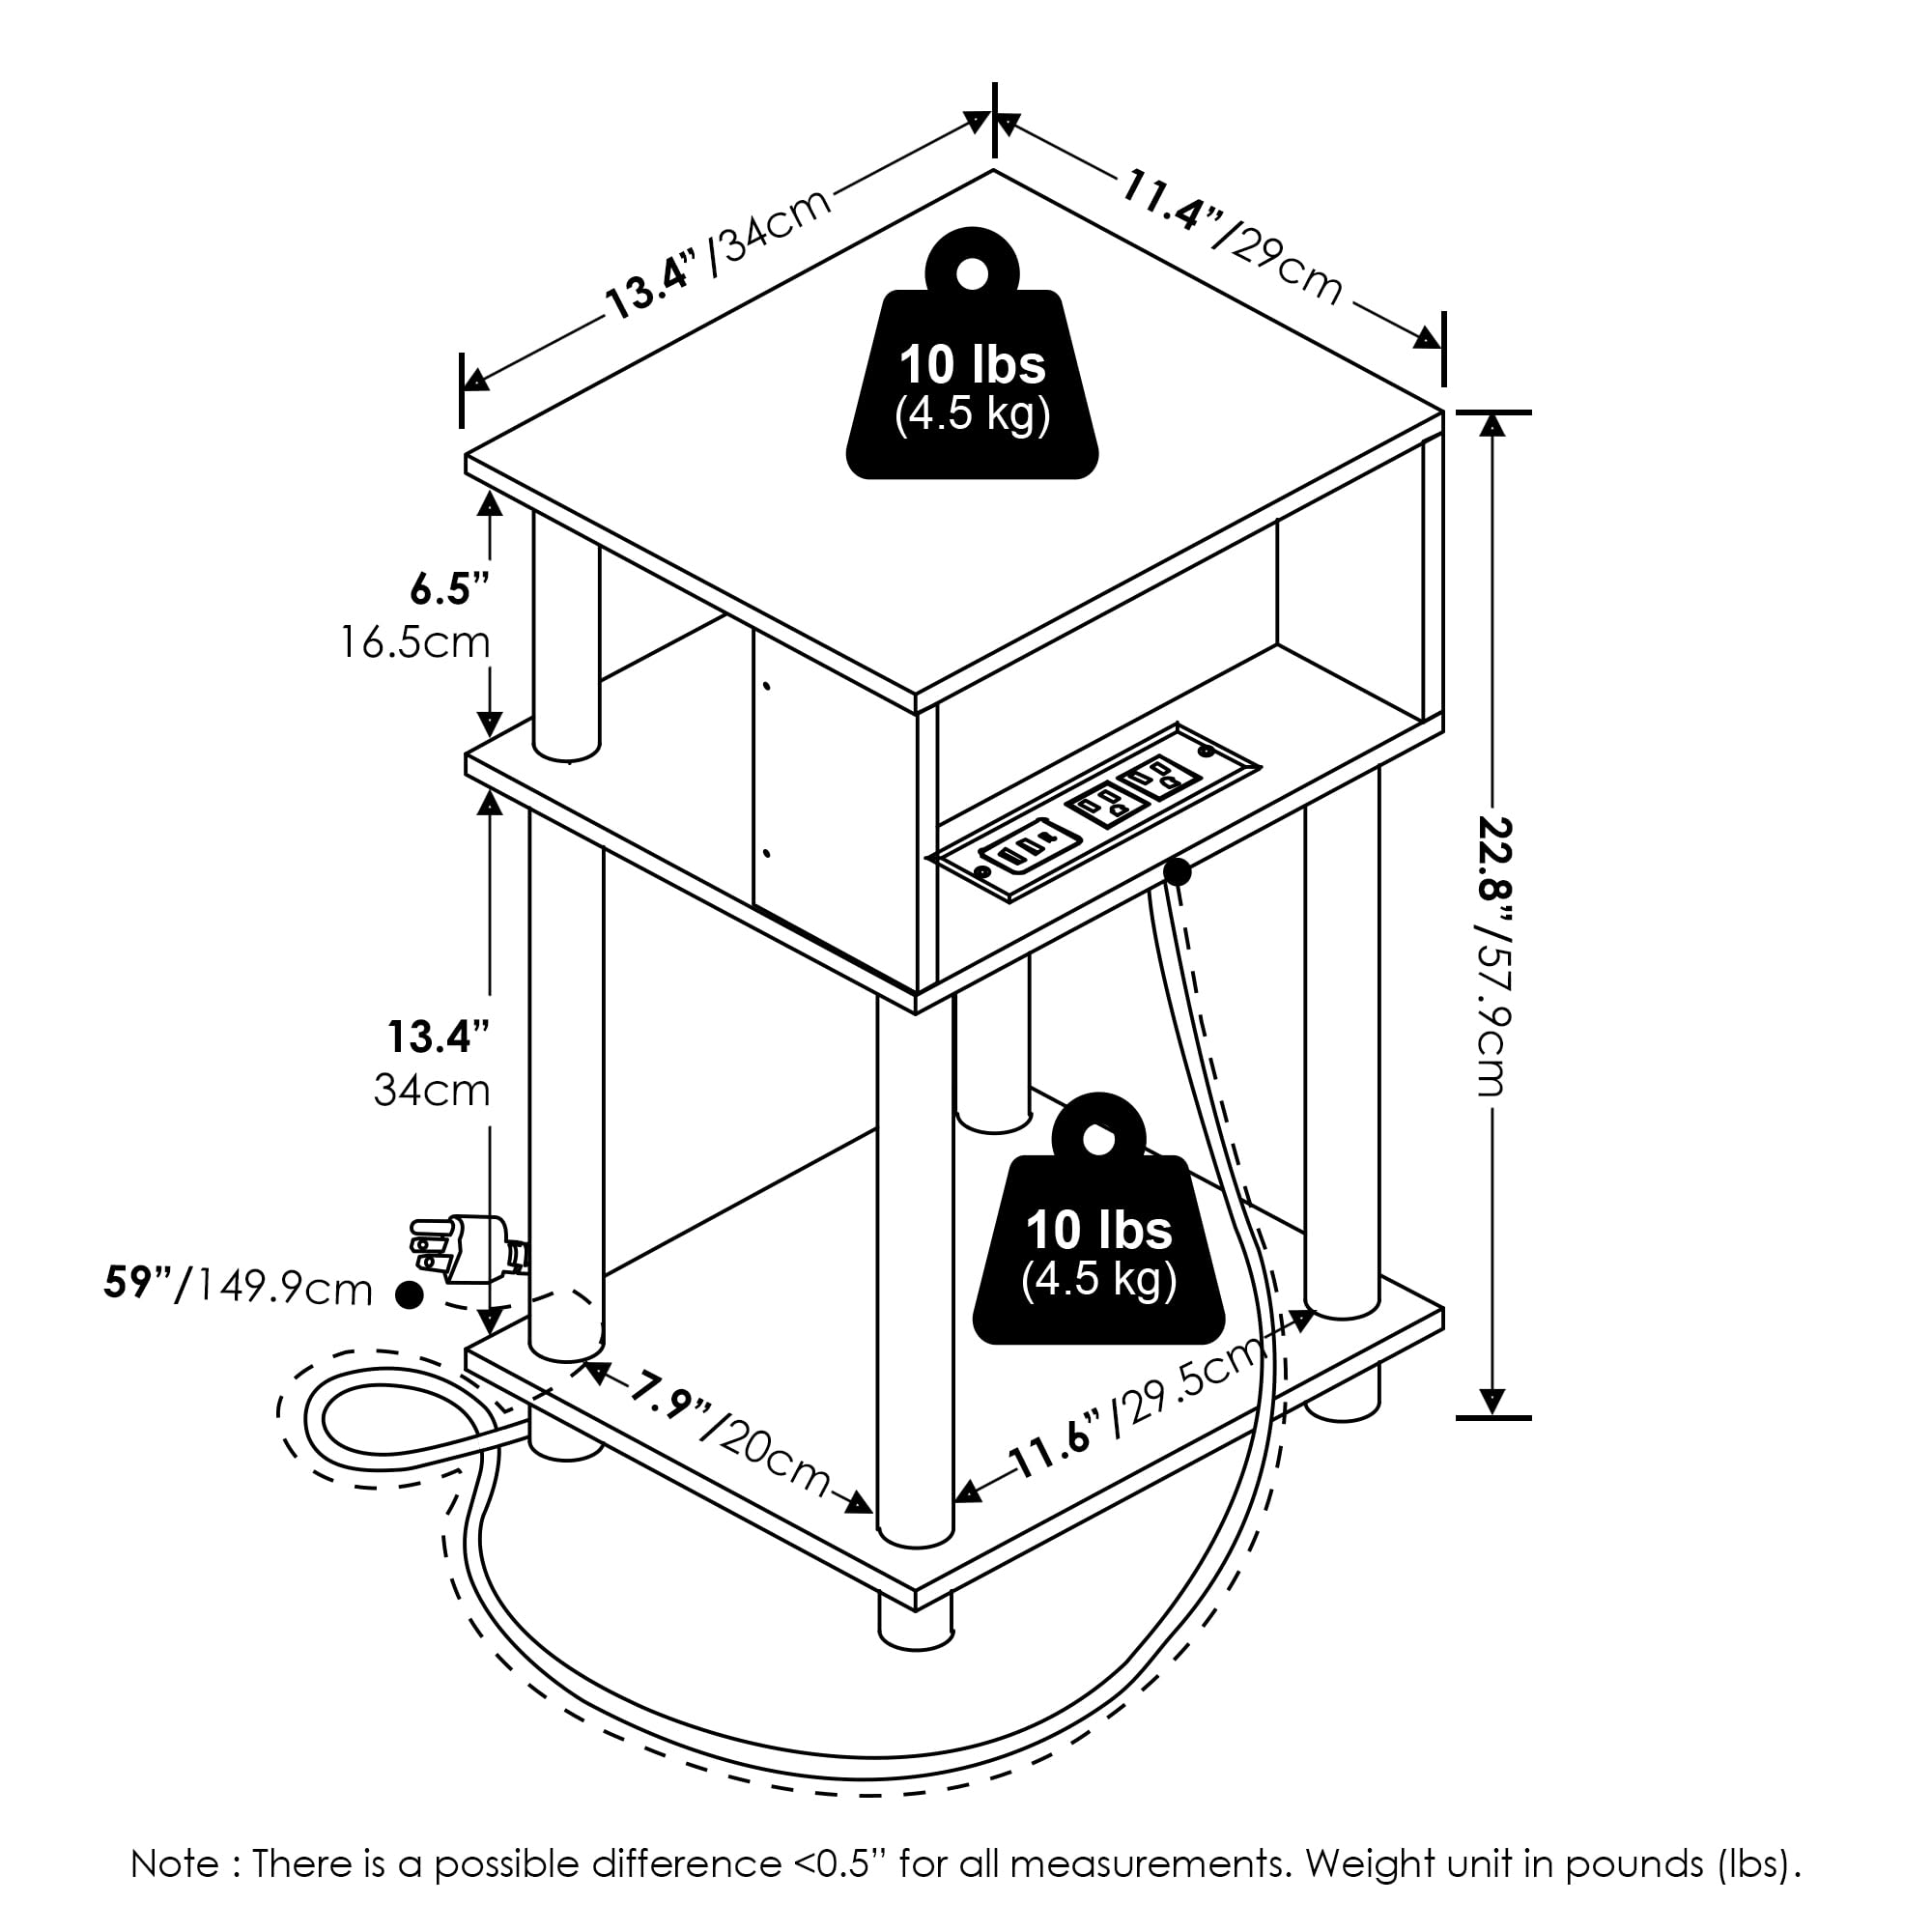 13.4”/34cm
11.4”/29cm
10 lbs
(4.5 kg)
6.5”
16.5cm
22.8”/57.9cm
13.4”
34cm
10 lbs
(4.5 kg)
59”/149.9cm
7.9”/20cm
11.6”/29.5cm
Note : There is a possible difference <0.5” for all measurements. Weight unit in pounds (lbs).